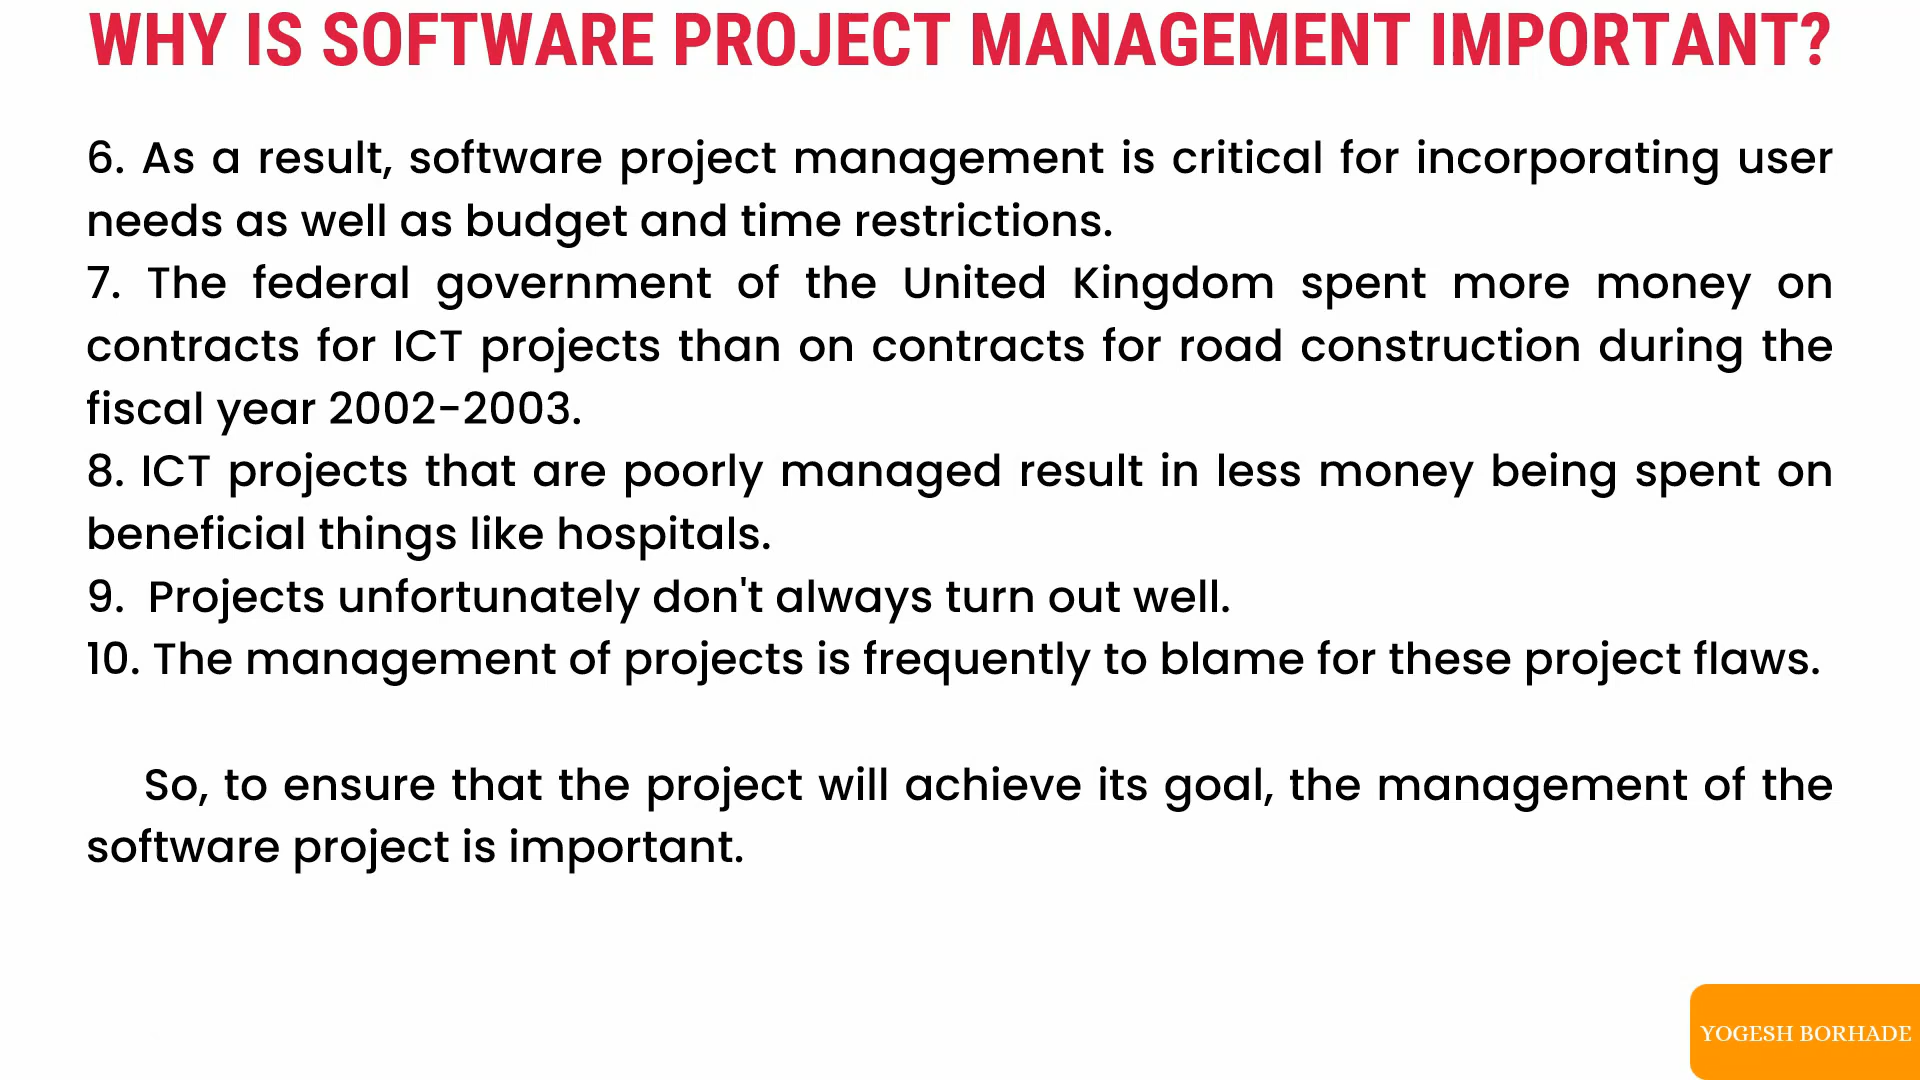 WHY IS SOFTWARE PROJECT MANAGEMENT IMPORTANT?
6. As a result, software project management is critical for incorporating user
needs as well as budget and time restrictions.
7. The federal government of the United Kingdom spent more money on
contracts for ICT projects than on contracts for road construction during the
fiscal year 2002-2003.
8. ICT projects that are poorly managed result in less money being spent on
beneficial things like hospitals.
9. Projects unfortunately don't always turn out well.
10. The management of projects is frequently to blame for these project flaws.
So, to ensure that the project will achieve its goal, the management of the
software project is important.
YOGESH BORHADE